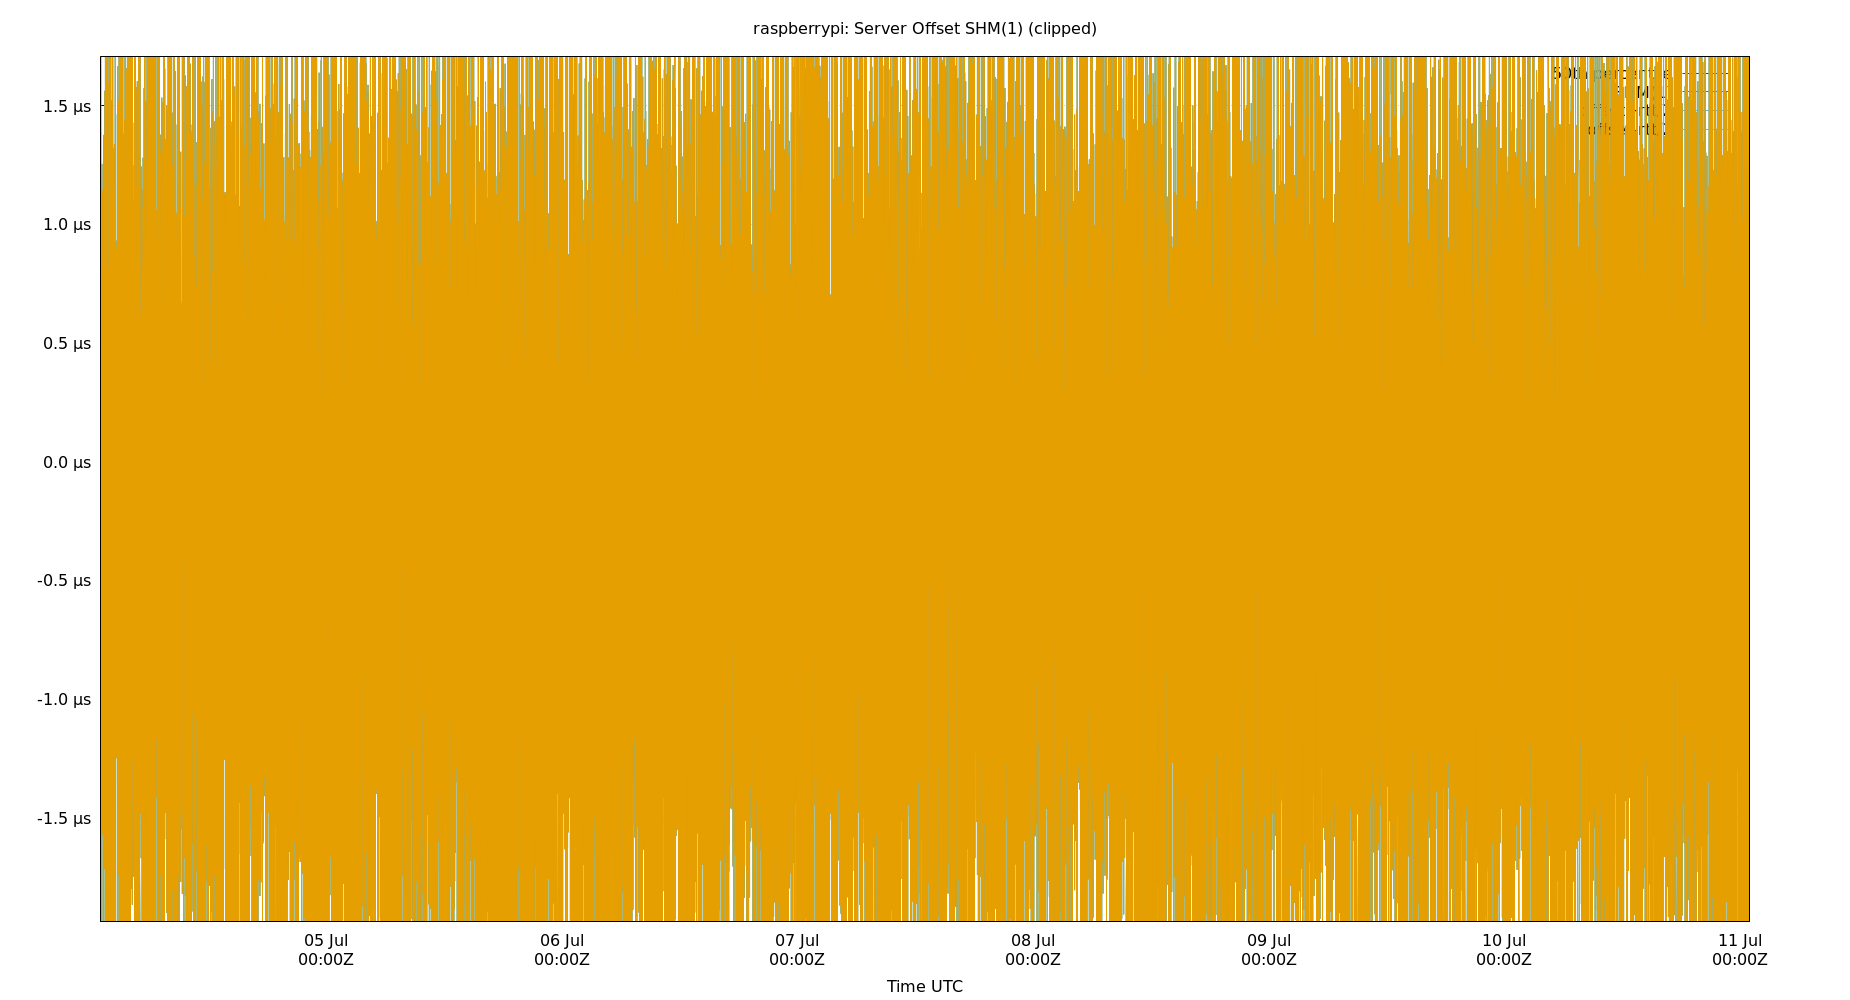 raspberrypi: Server Offset SHM(1) (clipped)
1.5 µs
1.0 µs
0.5 µs
0.0 µs
-0.5 µs
-1.0 µs
-1.5 µs
05 Jul
00:00Z
06 Jul
00:00Z
07 Jul
00:00Z
08 Jul
00:00Z
09 Jul
00:00Z
10 Jul
00:00Z
11 Jul
00:00Z
Time UTC